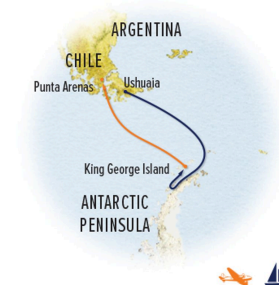 ARGENTINA
CHILE
Punta Arenas
Ushuaia
King George Island
ANTARCTIC
PENINSULA